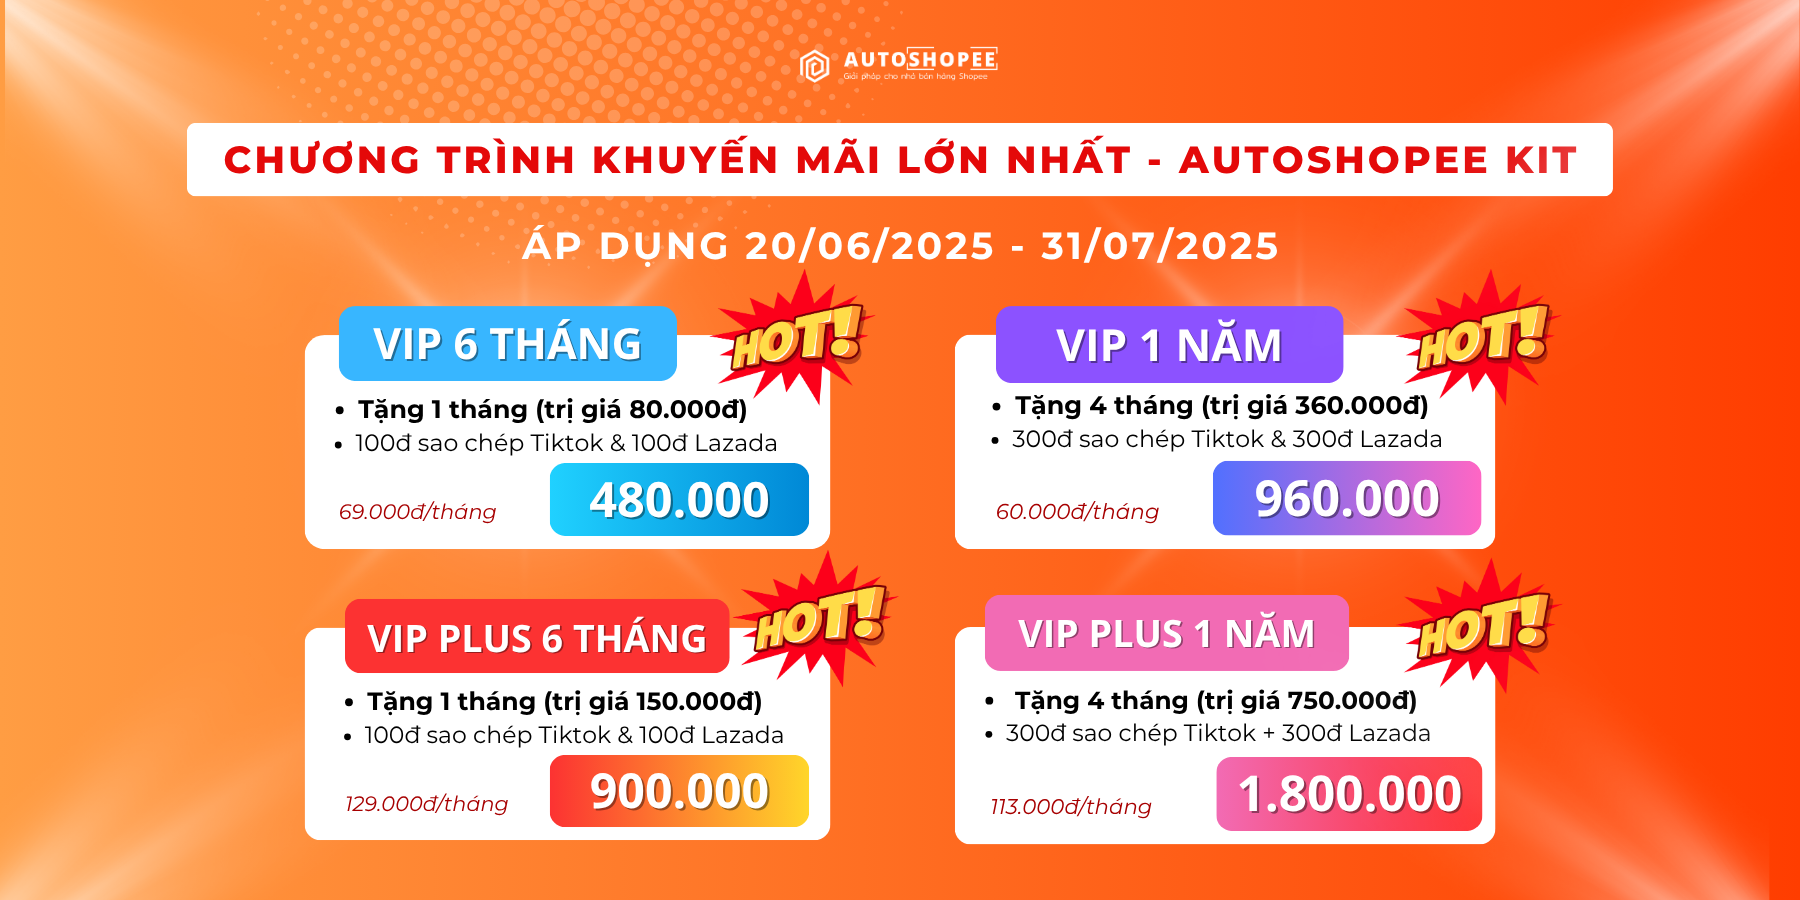 AUTOSHOPEE
Giải pháp cho nhà bán hàng Shopee
CHƯƠNG TRÌNH KHUYẾN MÃI LỚN NHẤT - AUTOSHOPEE KIT
ÁP DỤNG 20/06/2025 - 31/07/2025
VIP 6 THÁNG
HOT!
• Tặng 1 tháng (trị giá 80.000đ)
• 100đ sao chép Tiktok & 100đ Lazada
69.000đ/tháng
480.000
VIP 1 NĂM
HOT!
• Tặng 4 tháng (trị giá 360.000đ)
• 300đ sao chép Tiktok & 300đ Lazada
60.000đ/tháng
960.000
VIP PLUS 6 THÁNG
HOT!
• Tặng 1 tháng (trị giá 150.000đ)
• 100đ sao chép Tiktok & 100đ Lazada
129.000đ/tháng
900.000
VIP PLUS 1 NĂM
HOT!
• Tặng 4 tháng (trị giá 750.000đ)
• 300đ sao chép Tiktok + 300đ Lazada
113.000đ/tháng
1.800.000